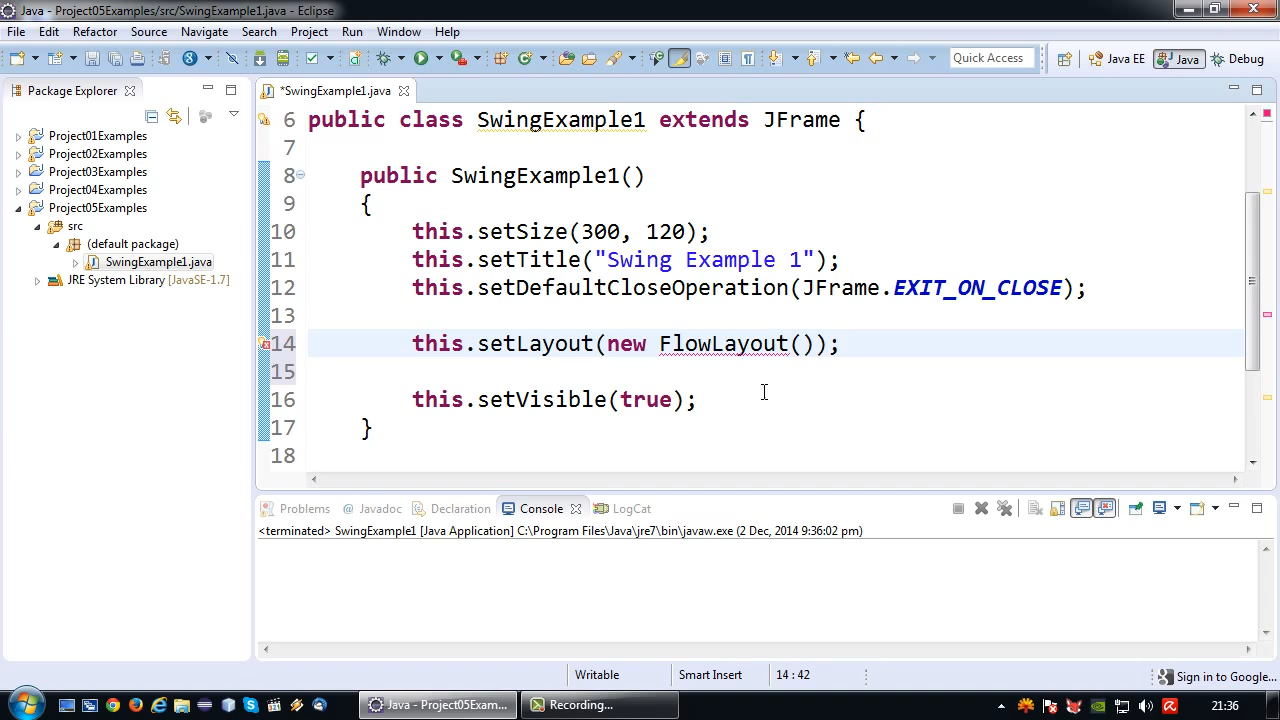 Java - Project05Examples/src/SwingExample1.java - Eclipse
File Edit Refactor Source Navigate Search Project Run Window Help
Quick Access Java EE Java Debug
Package Explorer
*SwingExample1.java
Project01Examples
Project02Examples
Project03Examples
Project04Examples
Project05Examples
src
(default package)
SwingExample1.java
JRE System Library [JavaSE-1.7]
6 public class SwingExample1 extends JFrame {
7
8 public SwingExample1()
9 {
10 this.setSize(300, 120);
11 this.setTitle("Swing Example 1");
12 this.setDefaultCloseOperation(JFrame.EXIT_ON_CLOSE);
13
14 this.setLayout(new FlowLayout());
15
16 this.setVisible(true);
17 }
18
Problems @ Javadoc Declaration Console LogCat
<terminated> SwingExample1 [Java Application] C:\Program Files\Java\jre7\bin\javaw.exe (2 Dec, 2014 9:36:02 pm)
Writable Smart Insert 14 : 42 Sign in to Google...
Java - Project05Exam... Recording... 21:36